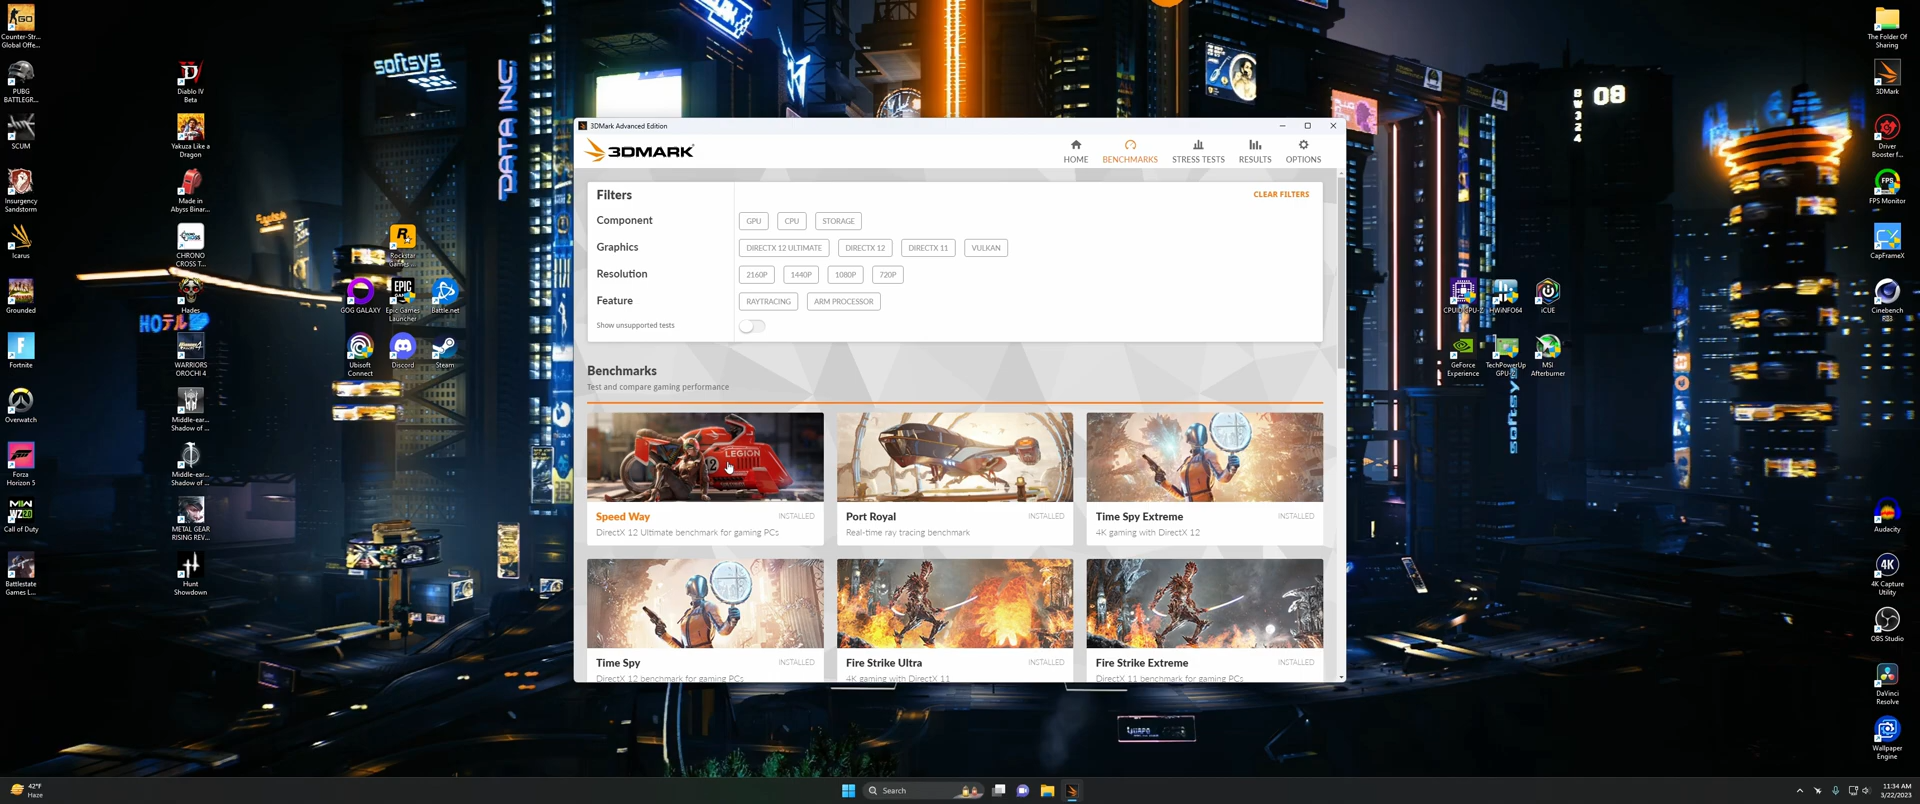 Counter-Str...
Global Offe...
PUBG
BATTLEGR...
SCUM
Insurgency
Sandstorm
Icarus
Grounded
Fortnite
Overwatch
Forza
Horizon 5
Call of Duty
Battlestate
Games L...
Diablo IV
Beta
Yakuza Like a
Dragon
Made in
Abyss Binar...
CHRONO
CROSS T...
Hades
WARRIORS
OROCHI 4
Middle-ear...
Shadow of ...
Middle-ear...
Shadow of ...
METAL GEAR
RISING REV...
Hunt
Showdown
Rockstar
Games ...
GOG GALAXY
Epic Games
Launcher
Battle.net
Ubisoft
Connect
Discord
Steam
softsys
DATA INC
HOTEL
3DMark Advanced Edition
3DMARK
HOME
BENCHMARKS
STRESS TESTS
RESULTS
OPTIONS
Filters
CLEAR FILTERS
Component
GPU
CPU
STORAGE
Graphics
DIRECTX 12 ULTIMATE
DIRECTX 12
DIRECTX 11
VULKAN
Resolution
2160P
1440P
1080P
720P
Feature
RAYTRACING
ARM PROCESSOR
Show unsupported tests
Benchmarks
Test and compare gaming performance
LEGION
Speed Way
INSTALLED
DirectX 12 Ultimate benchmark for gaming PCs
Port Royal
INSTALLED
Real-time ray tracing benchmark
Time Spy Extreme
INSTALLED
4K gaming with DirectX 12
Time Spy
INSTALLED
DirectX 12 benchmark for gaming PCs
Fire Strike Ultra
INSTALLED
4K gaming with DirectX 11
Fire Strike Extreme
INSTALLED
DirectX 11 benchmark for gaming PCs
08
softsys
CPUID CPU-Z
HWiNFO64
iCUE
GeForce
Experience
TechPowerUp
GPU-Z
MSI
Afterburner
The Folder Of
Sharing
3DMark
Driver
Booster f...
FPS Monitor
CapFrameX
Cinebench
R23
Audacity
4K Capture
Utility
OBS Studio
DaVinci
Resolve
Wallpaper
Engine
42°F
Haze
Search
11:34 AM
3/22/2023